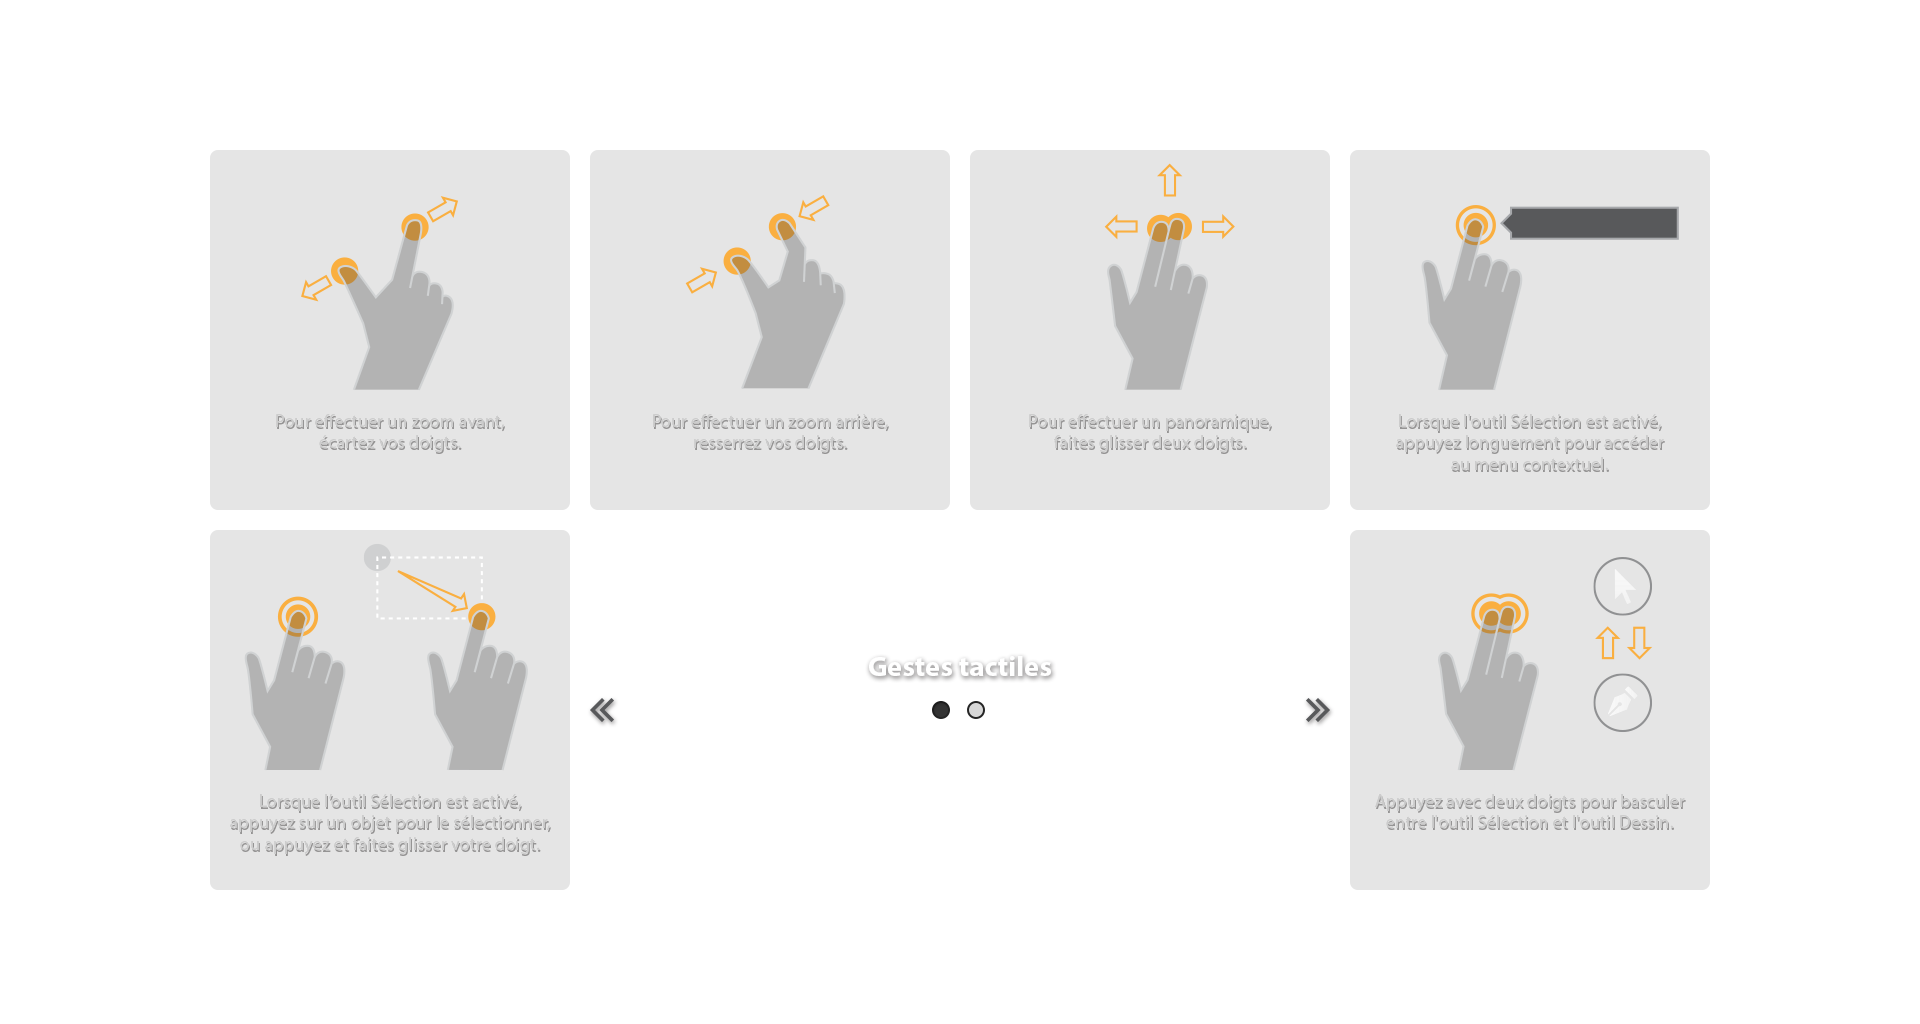 Pour effectuer un zoom avant,
écartez vos doigts.
Pour effectuer un zoom arrière,
resserrez vos doigts.
Pour effectuer un panoramique,
faites glisser deux doigts.
Lorsque l'outil Sélection est activé,
appuyez longuement pour accéder
au menu contextuel.
Lorsque l'outil Sélection est activé,
appuyez sur un objet pour le sélectionner,
ou appuyez et faites glisser votre doigt.
Gestes tactiles
Appuyez avec deux doigts pour basculer
entre l'outil Sélection et l'outil Dessin.